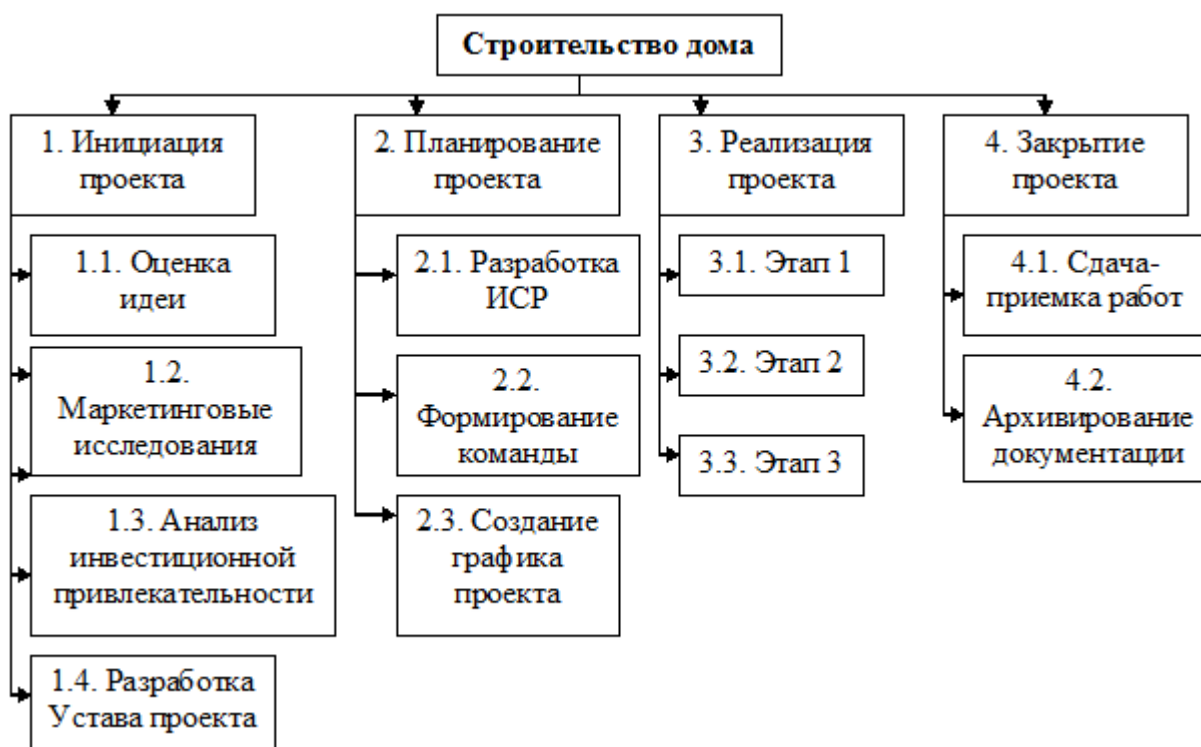 Строительство дома
1. Инициация
проекта
1.1. Оценка
идеи
1.2.
Маркетинговые
исследования
1.3. Анализ
инвестиционной
привлекательности
1.4. Разработка
Устава проекта
2. Планирование
проекта
2.1. Разработка
ИСР
2.2.
Формирование
команды
2.3. Создание
графика
проекта
3. Реализация
проекта
3.1. Этап 1
3.2. Этап 2
3.3. Этап 3
4. Закрытие
проекта
4.1. Сдача-
приемка работ
4.2.
Архивирование
документации